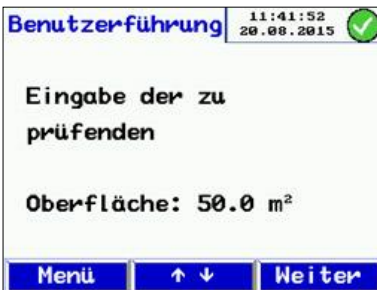 Benutzerführung 11:41:52
20.08.2015
Eingabe der zu
prüfenden
Oberfläche: 50.0 m²
Menü ↑ ↓ Weiter